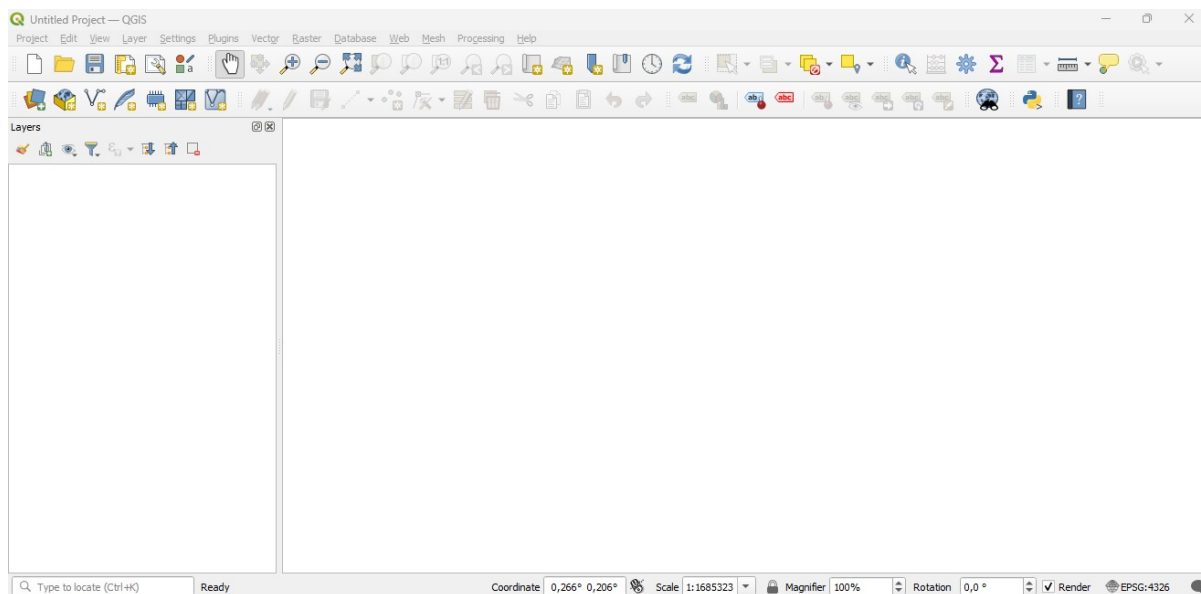 Untitled Project — QGIS
Project Edit View Layer Settings Plugins Vector Raster Database Web Mesh Processing Help
Layers
Type to locate (Ctrl+K) Ready Coordinate 0,266° 0,206° Scale 1:1685323 Magnifier 100% Rotation 0,0 ° Render EPSG:4326